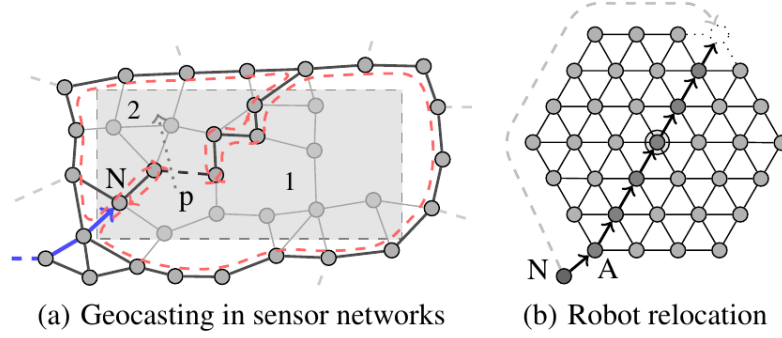 2
N
p
1
N
A
(a) Geocasting in sensor networks
(b) Robot relocation